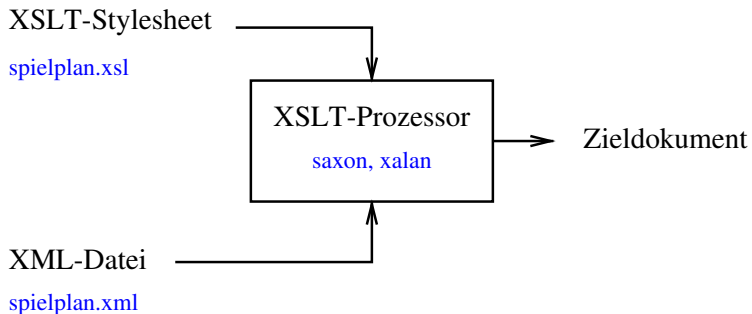 XSLT-Stylesheet
spielplan.xsl
XSLT-Prozessor
saxon, xalan
Zieldokument
XML-Datei
spielplan.xml